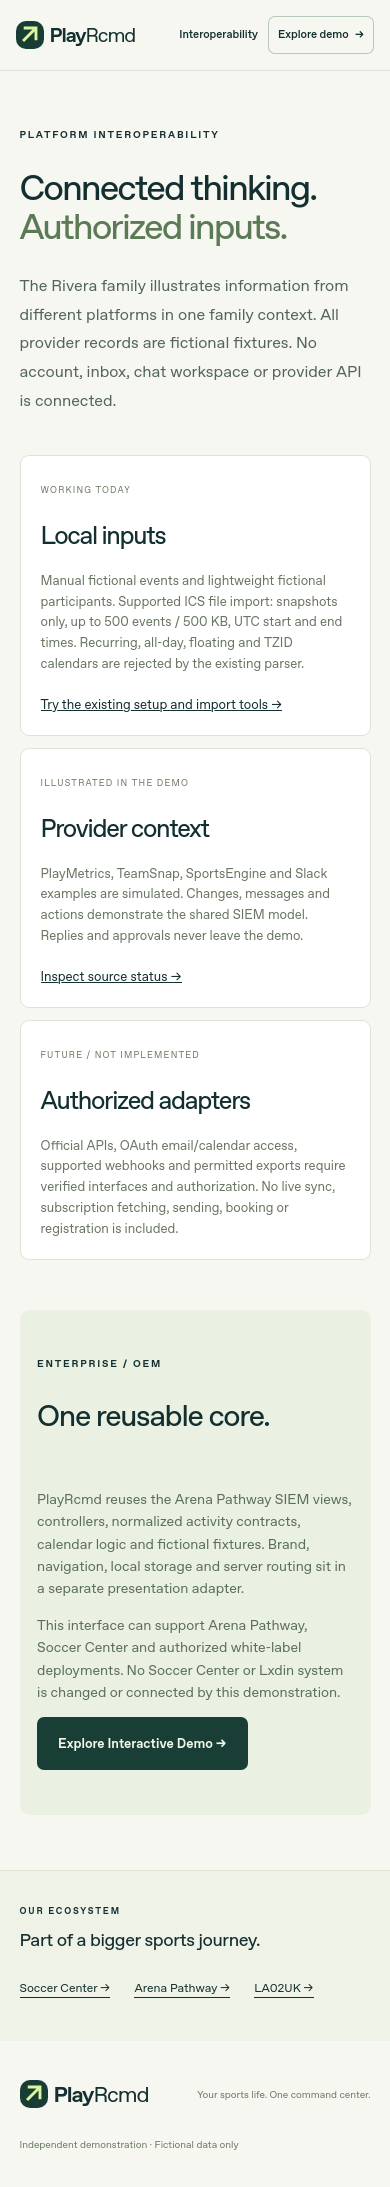 PlayRcmd
Interoperability
Explore demo →
PLATFORM INTEROPERABILITY
Connected thinking.
Authorized inputs.
The Rivera family illustrates information from
different platforms in one family context. All
provider records are fictional fixtures. No
account, inbox, chat workspace or provider API
is connected.
WORKING TODAY
Local inputs
Manual fictional events and lightweight fictional
participants. Supported ICS file import: snapshots
only, up to 500 events / 500 KB, UTC start and end
times. Recurring, all-day, floating and TZID
calendars are rejected by the existing parser.
Try the existing setup and import tools →
ILLUSTRATED IN THE DEMO
Provider context
PlayMetrics, TeamSnap, SportsEngine and Slack
examples are simulated. Changes, messages and
actions demonstrate the shared SIEM model.
Replies and approvals never leave the demo.
Inspect source status →
FUTURE / NOT IMPLEMENTED
Authorized adapters
Official APIs, OAuth email/calendar access,
supported webhooks and permitted exports require
verified interfaces and authorization. No live sync,
subscription fetching, sending, booking or
registration is included.
ENTERPRISE / OEM
One reusable core.
PlayRcmd reuses the Arena Pathway SIEM views,
controllers, normalized activity contracts,
calendar logic and fictional fixtures. Brand,
navigation, local storage and server routing sit in
a separate presentation adapter.
This interface can support Arena Pathway,
Soccer Center and authorized white-label
deployments. No Soccer Center or Lxdin system
is changed or connected by this demonstration.
Explore Interactive Demo →
OUR ECOSYSTEM
Part of a bigger sports journey.
Soccer Center →
Arena Pathway →
LA02UK →
PlayRcmd
Your sports life. One command center.
Independent demonstration · Fictional data only